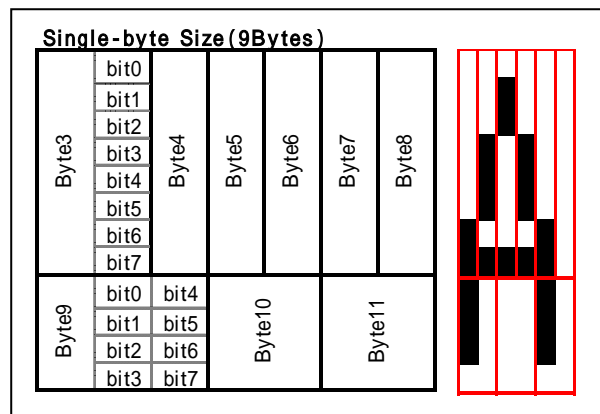 Single-byte Size(9Bytes)
Byte3
bit0
bit1
bit2
bit3
bit4
bit5
bit6
bit7
Byte4
Byte5
Byte6
Byte7
Byte8
Byte9
bit0 bit4
bit1 bit5
bit2 bit6
bit3 bit7
Byte10
Byte11